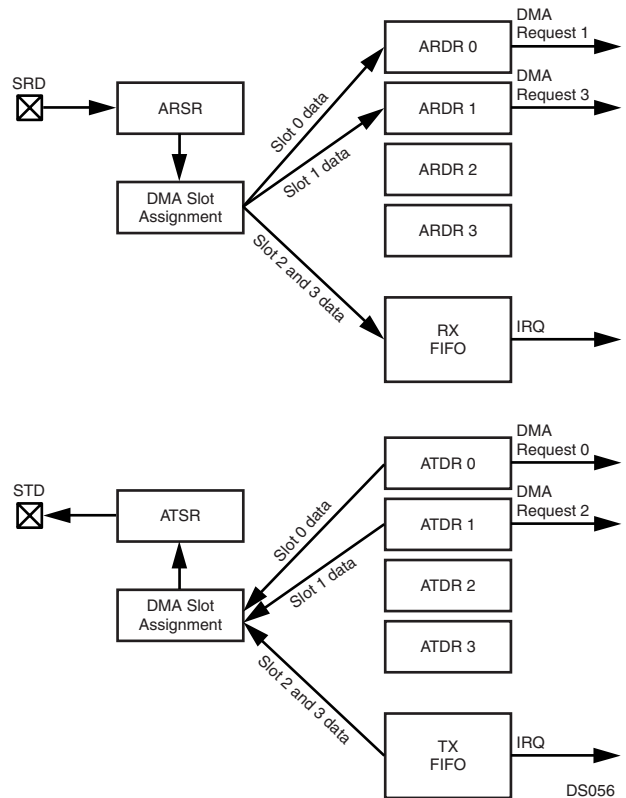 SRD
ARSR
DMA Slot
Assignment
Slot 0 data
Slot 1 data
Slot 2 and 3 data
ARDR 0
DMA
Request 1
ARDR 1
DMA
Request 3
ARDR 2
ARDR 3
RX
FIFO
IRQ
STD
ATSR
DMA Slot
Assignment
Slot 0 data
Slot 1 data
Slot 2 and 3 data
ATDR 0
DMA
Request 0
ATDR 1
DMA
Request 2
ATDR 2
ATDR 3
TX
FIFO
IRQ
DS056